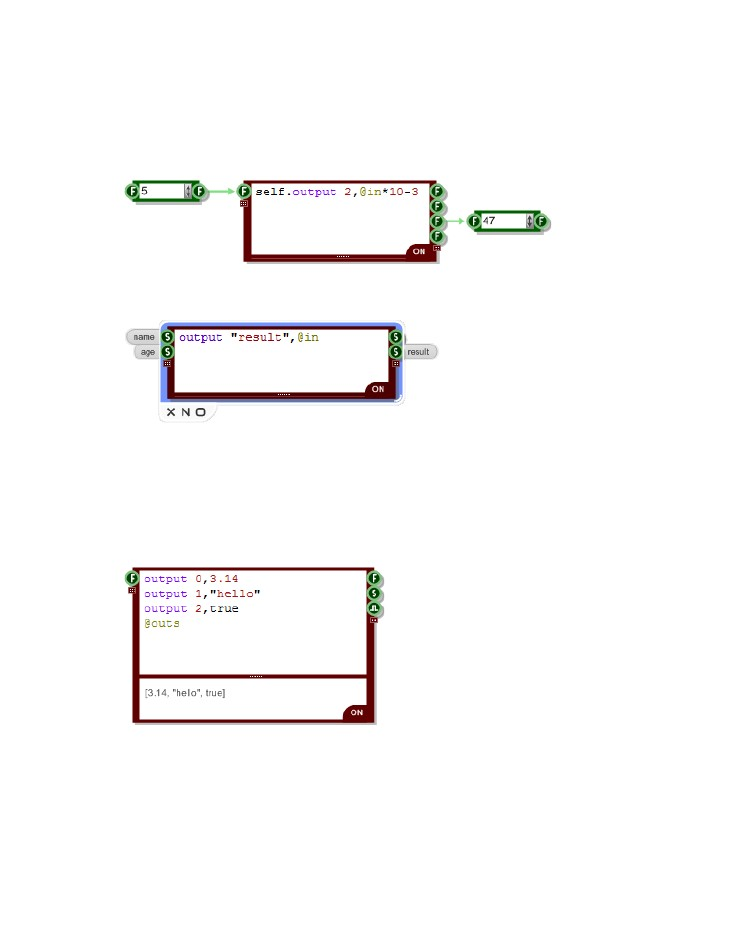 F 5 F F self.output 2,@in*10-3 F
F
F F 47 F
F
ON
name S output "result",@in S
age S S result
ON
X N O
F output 0,3.14 F
output 1,"hello" S
output 2,true
@outs
[3.14, "hello", true]
ON